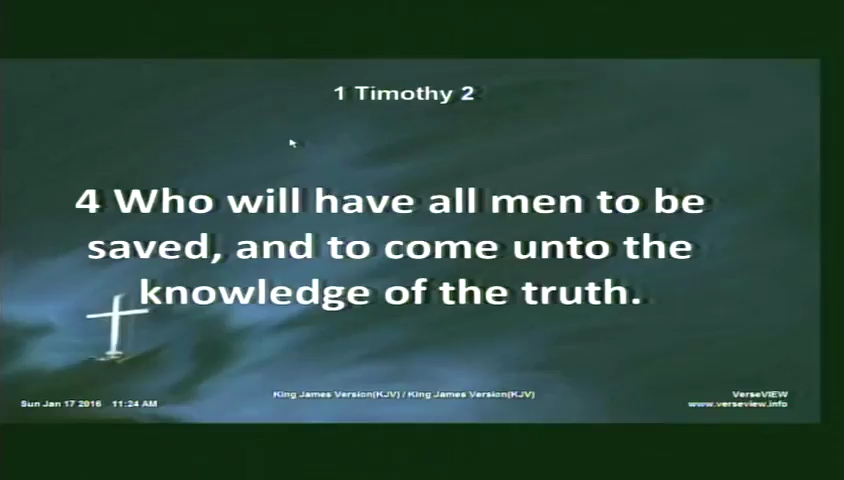 1 Timothy 2
4 Who will have all men to be
saved, and to come unto the
knowledge of the truth.
King James Version(KJV) / King James Version(KJV)
VerseVIEW
Sun Jan 17 2016 11:24 AM
www.verseview.info